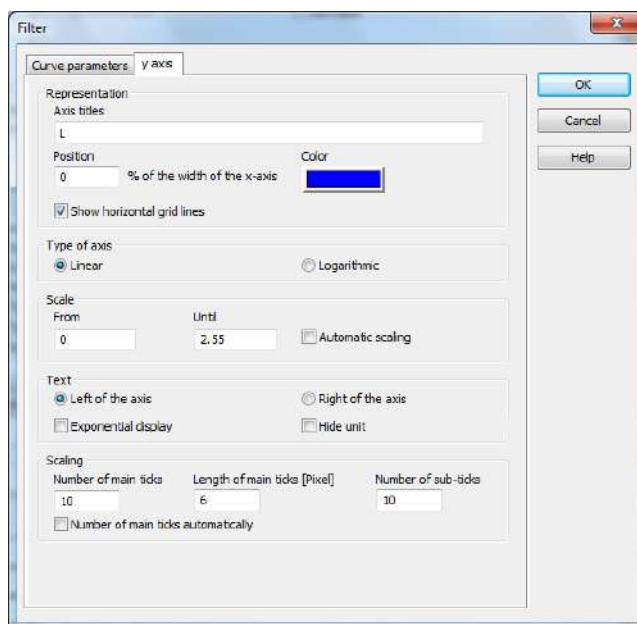 Filter
Curve parameters y axis
OK
Cancel
Help
Representation
Axis titles
L
Position Color
0 % of the width of the x-axis
Show horizontal grid lines
Type of axis
Linear Logarithmic
Scale
From Until
0 2.55 Automatic scaling
Text
Left of the axis Right of the axis
Exponential display Hide unit
Scaling
Number of main ticks Length of main ticks [Pixel] Number of sub-ticks
10 6 10
Number of main ticks automatically